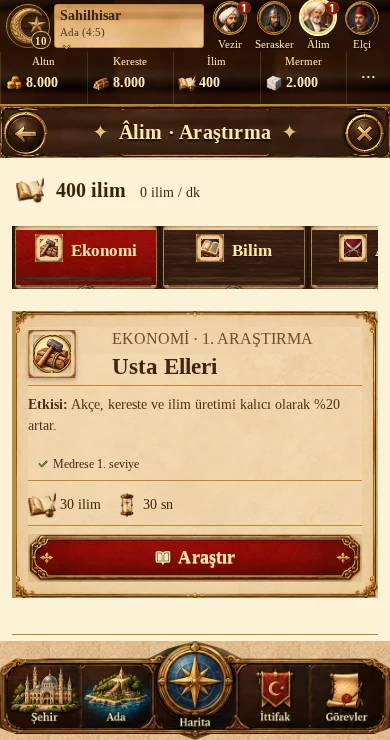 10
Sahilhisar
Ada (4:5)
1
1
Vezir
Serasker
Âlim
Elçi
Altın
Kereste
İlim
Mermer
8.000
8.000
400
2.000
...
Âlim · Araştırma
400 ilim
0 ilim / dk
Ekonomi
Bilim
EKONOMİ · 1. ARAŞTIRMA
Usta Elleri
Etkisi: Akçe, kereste ve ilim üretimi kalıcı olarak %20
artar.
Medrese 1. seviye
30 ilim
30 sn
Araştır
Şehir
Ada
Harita
İttifak
Görevler